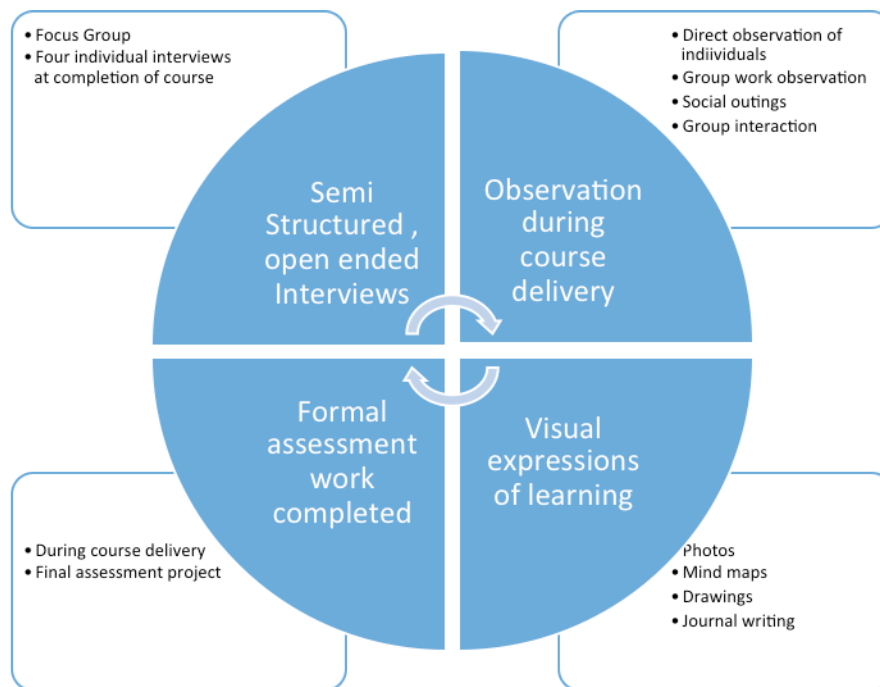 • Focus Group
• Four individual interviews
at completion of course
• Direct observation of
indiividuals
• Group work observation
• Social outings
• Group interaction
Semi
Structured ,
open ended
Interviews
Observation
during
course
delivery
Formal
assessment
work
completed
Visual
expressions
of learning
• During course delivery
• Final assessment project
Photos
• Mind maps
• Drawings
• Journal writing